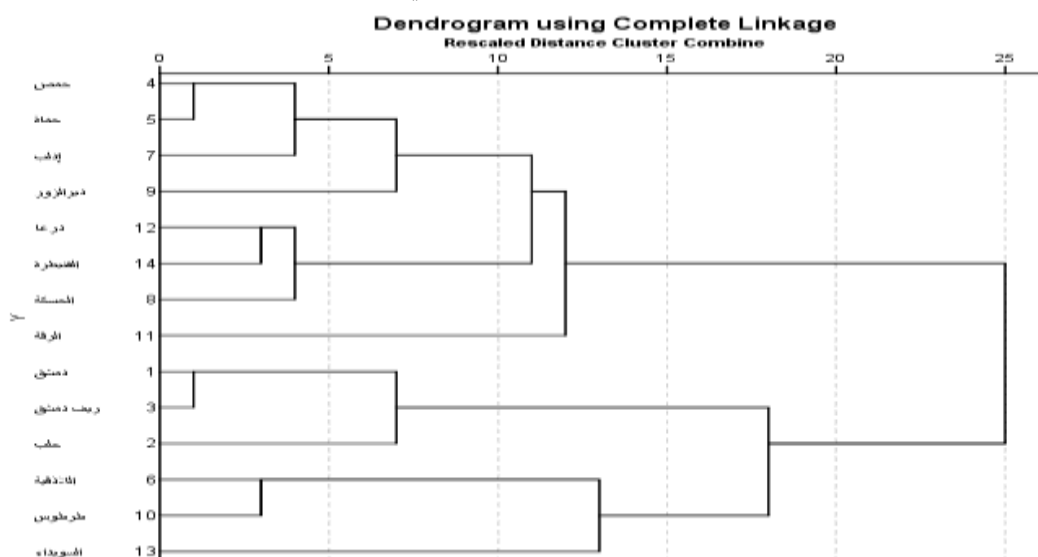 Dendrogram using Complete Linkage
Rescaled Distance Cluster Combine
0 5 10 15 20 25
حمص 4
حماة 5
إدلب 7
ديرالزور 9
درعا 12
القنيطرة 14
الحسكة 8
الرقة 11
دمشق 1
ريف دمشق 3
حلب 2
اللاذقية 6
طرطوس 10
السويداء 13
Y